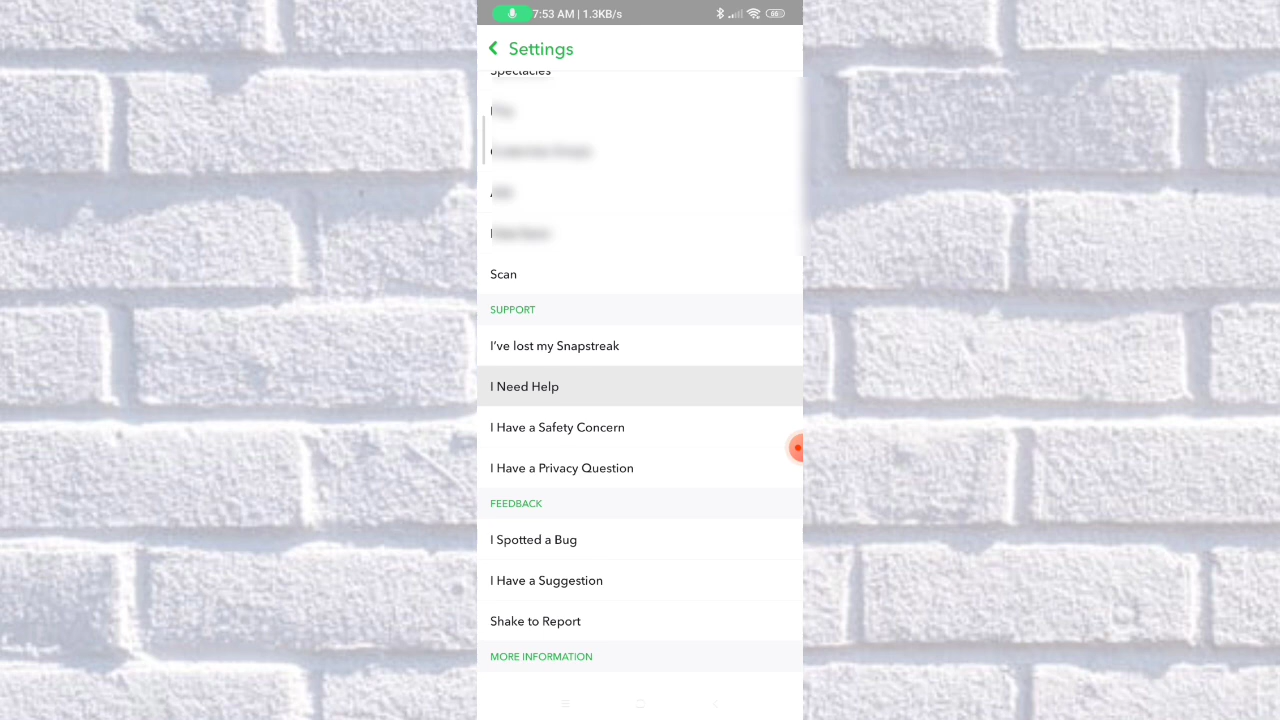 7:53 AM | 1.3KB/s
Settings
Spectacles
Scan
SUPPORT
I've lost my Snapstreak
I Need Help
I Have a Safety Concern
I Have a Privacy Question
FEEDBACK
I Spotted a Bug
I Have a Suggestion
Shake to Report
MORE INFORMATION